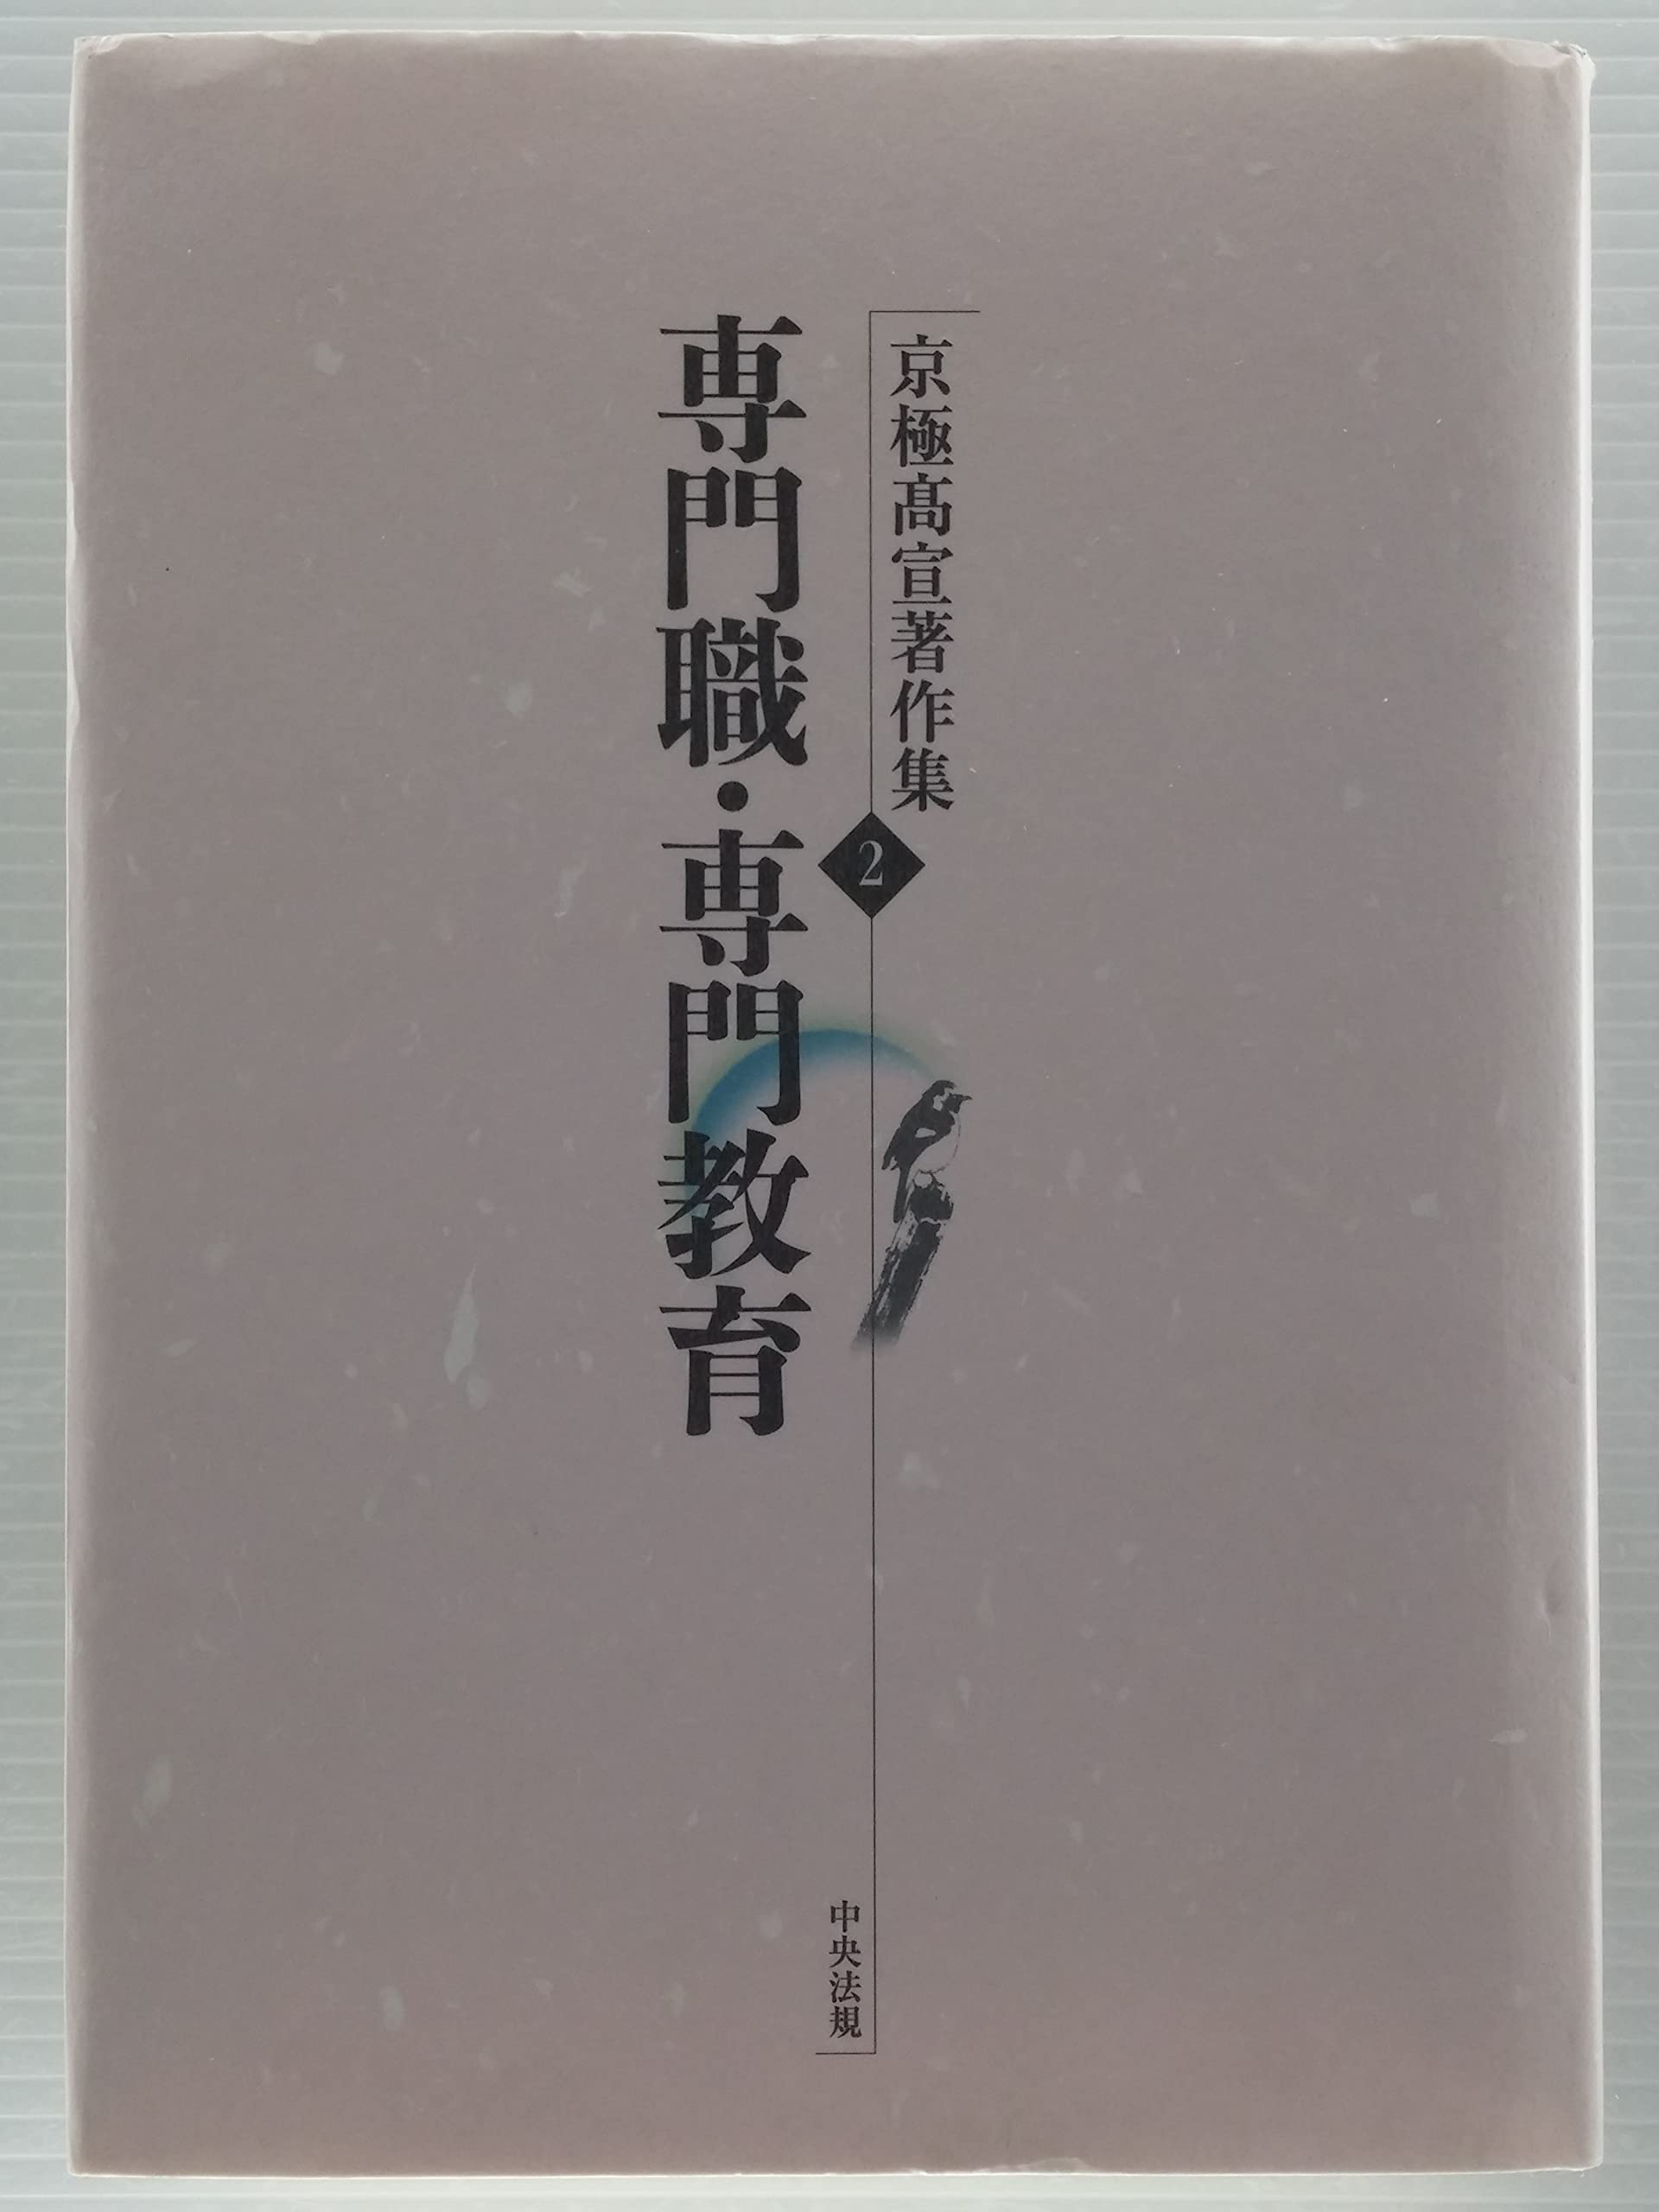 京極髙宣著作集
2
専門職・専門教育
中央法規